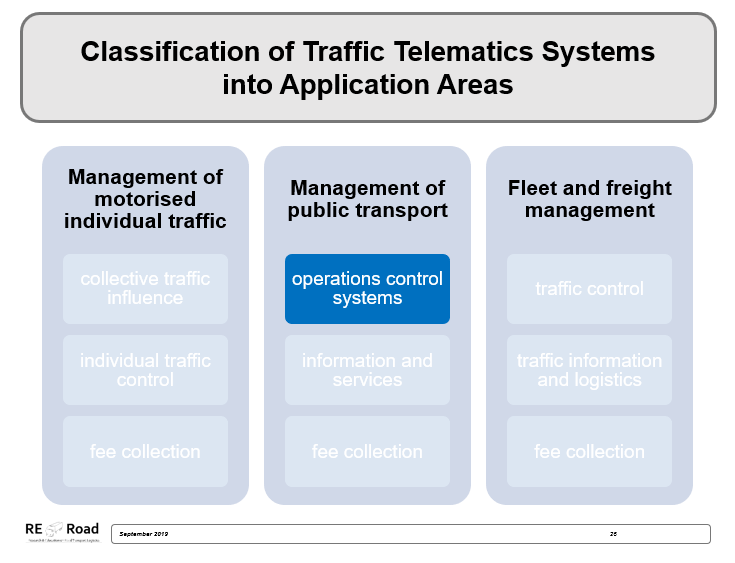 Classification of Traffic Telematics Systems
into Application Areas
Management of
motorised
individual traffic
collective traffic
influence
individual traffic
control
fee collection
Management of
public transport
operations control
systems
information and
services
fee collection
Fleet and freight
management
traffic control
traffic information
and logistics
fee collection
RE Road
September 2019
26